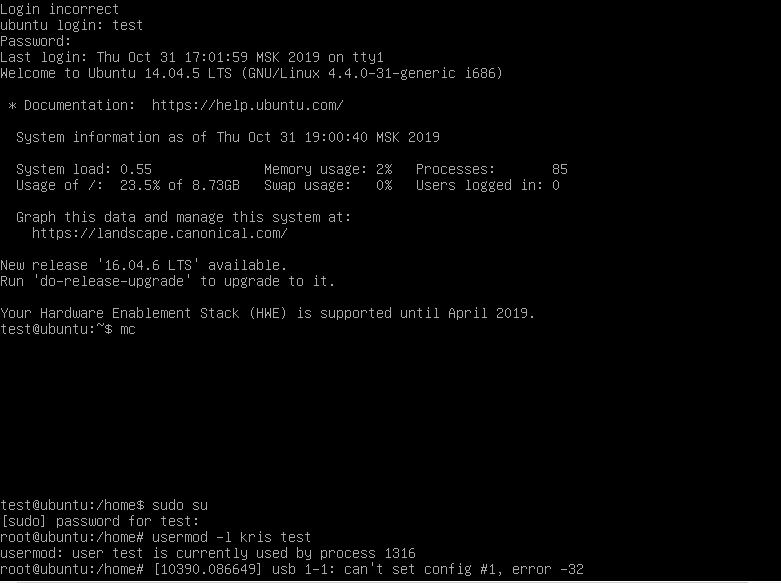 Login incorrect
ubuntu login: test
Password:
Last login: Thu Oct 31 17:01:59 MSK 2019 on tty1
Welcome to Ubuntu 14.04.5 LTS (GNU/Linux 4.4.0-31-generic i686)
* Documentation:  https://help.ubuntu.com/
System information as of Thu Oct 31 19:00:40 MSK 2019
System load: 0.55              Memory usage: 2%   Processes:       85
Usage of /:  23.5% of 8.73GB   Swap usage:   0%   Users logged in: 0
Graph this data and manage this system at:
https://landscape.canonical.com/
New release '16.04.6 LTS' available.
Run 'do-release-upgrade' to upgrade to it.
Your Hardware Enablement Stack (HWE) is supported until April 2019.
test@ubuntu:~$ mc
test@ubuntu:/home$ sudo su
[sudo] password for test:
root@ubuntu:/home# usermod -l kris test
usermod: user test is currently used by process 1316
root@ubuntu:/home# [10390.086649] usb 1-1: can't set config #1, error -32